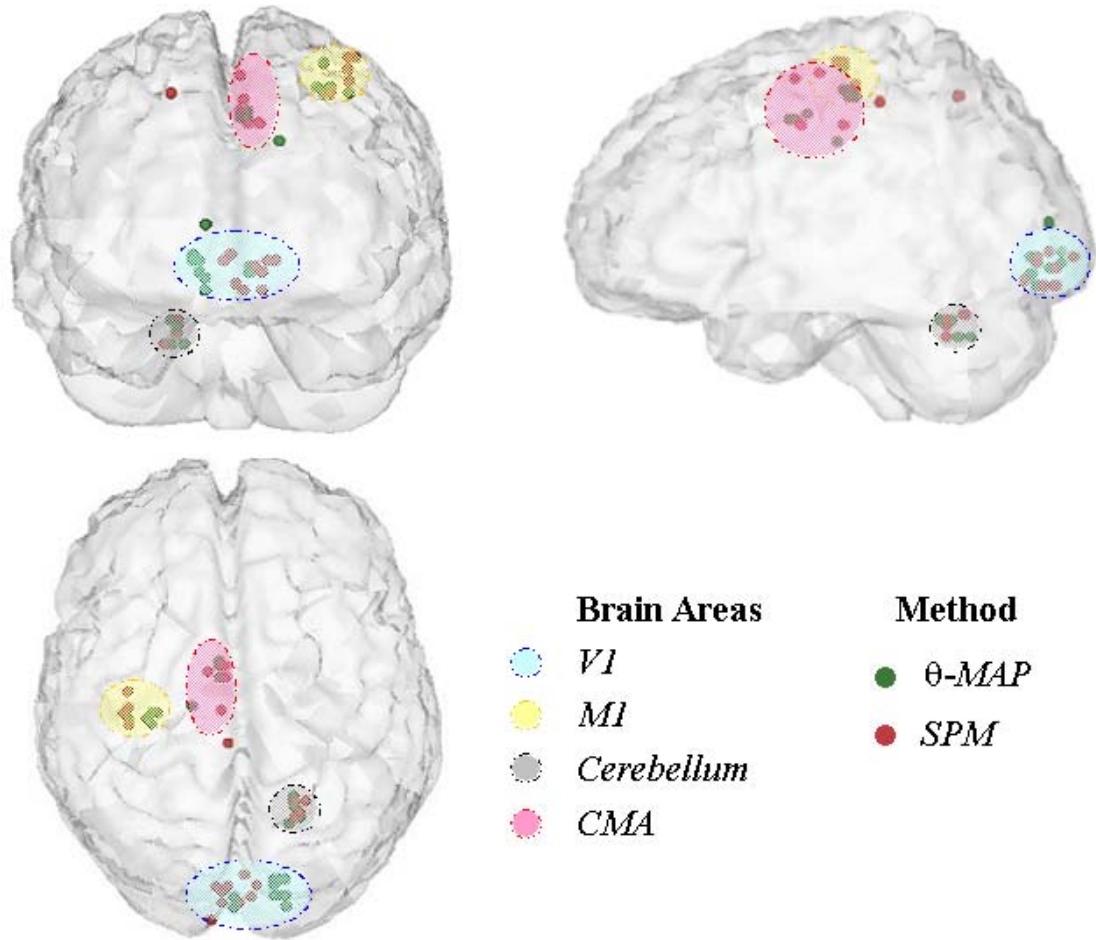 Brain Areas
V1
M1
Cerebellum
CMA
Method
θ-MAP
SPM